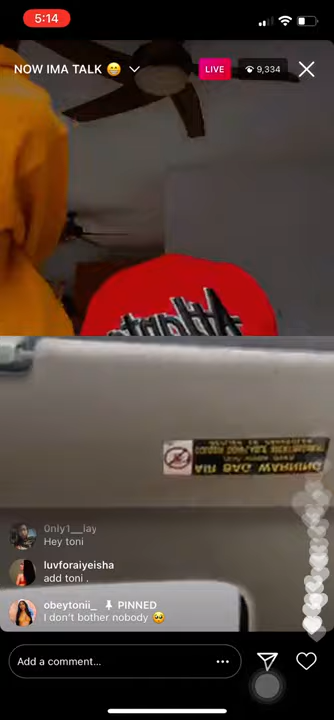 5:14
NOW IMA TALK 😁
LIVE
9,334
Atlanta
AIR BAG WARNING
0nly1__lay
Hey toni
luvforaiyeisha
add toni .
obeytonii_ PINNED
I don't bother nobody 🥺
Add a comment...